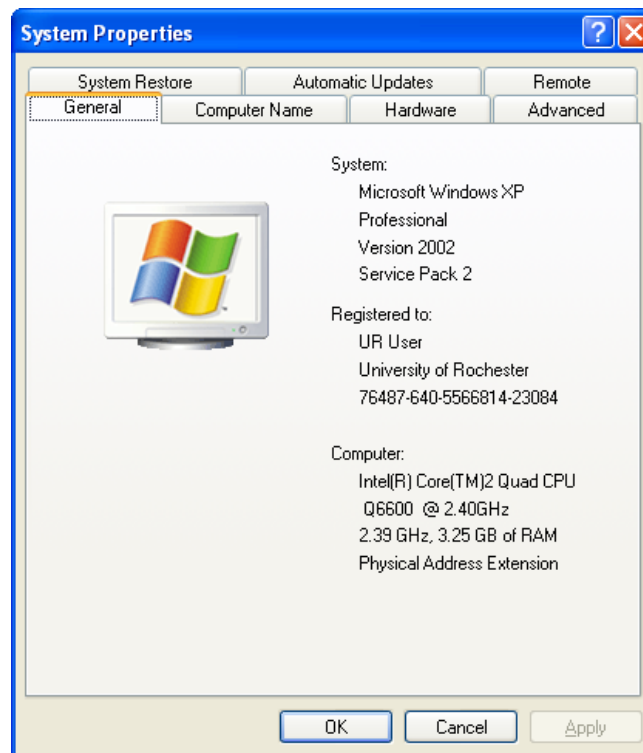 System Properties
System Restore
Automatic Updates
Remote
General
Computer Name
Hardware
Advanced
System:
Microsoft Windows XP
Professional
Version 2002
Service Pack 2
Registered to:
UR User
University of Rochester
76487-640-5566814-23084
Computer:
Intel(R) Core(TM)2 Quad CPU
Q6600 @ 2.40GHz
2.39 GHz, 3.25 GB of RAM
Physical Address Extension
OK
Cancel
Apply